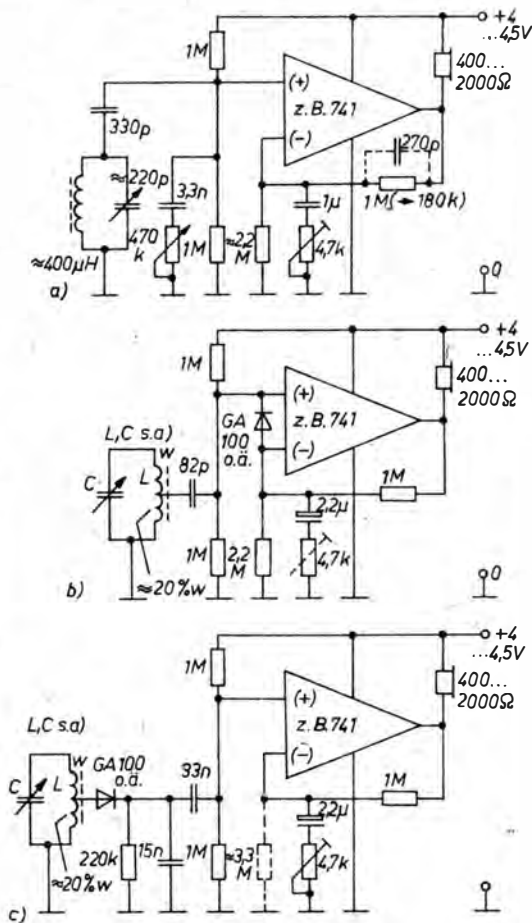 +4
...4,5V
1M
400...
2000Ω
(+)
z.B.741
(-)
330p
270p
≈220p
3,3n
1µ
1M(→180k)
470
k
1M
≈2,2
M
4,7k
≈400µH
0
a)
+4
...4,5V
1M
400...
2000Ω
(+)
GA
100
o.ä.
z.B.741
(-)
L,C s.a)
w
C
L
82p
1M
2,2µ
1M
2,2
M
4,7k
≈20%w
0
b)
+4
...4,5V
1M
400...
2000Ω
(+)
z.B.741
(-)
L,C s.a)
w
GA100
o.ä.
C
L
33n
1M
2,2µ
220k
15n
1M
≈3,3
M
4,7k
≈20%w
c)